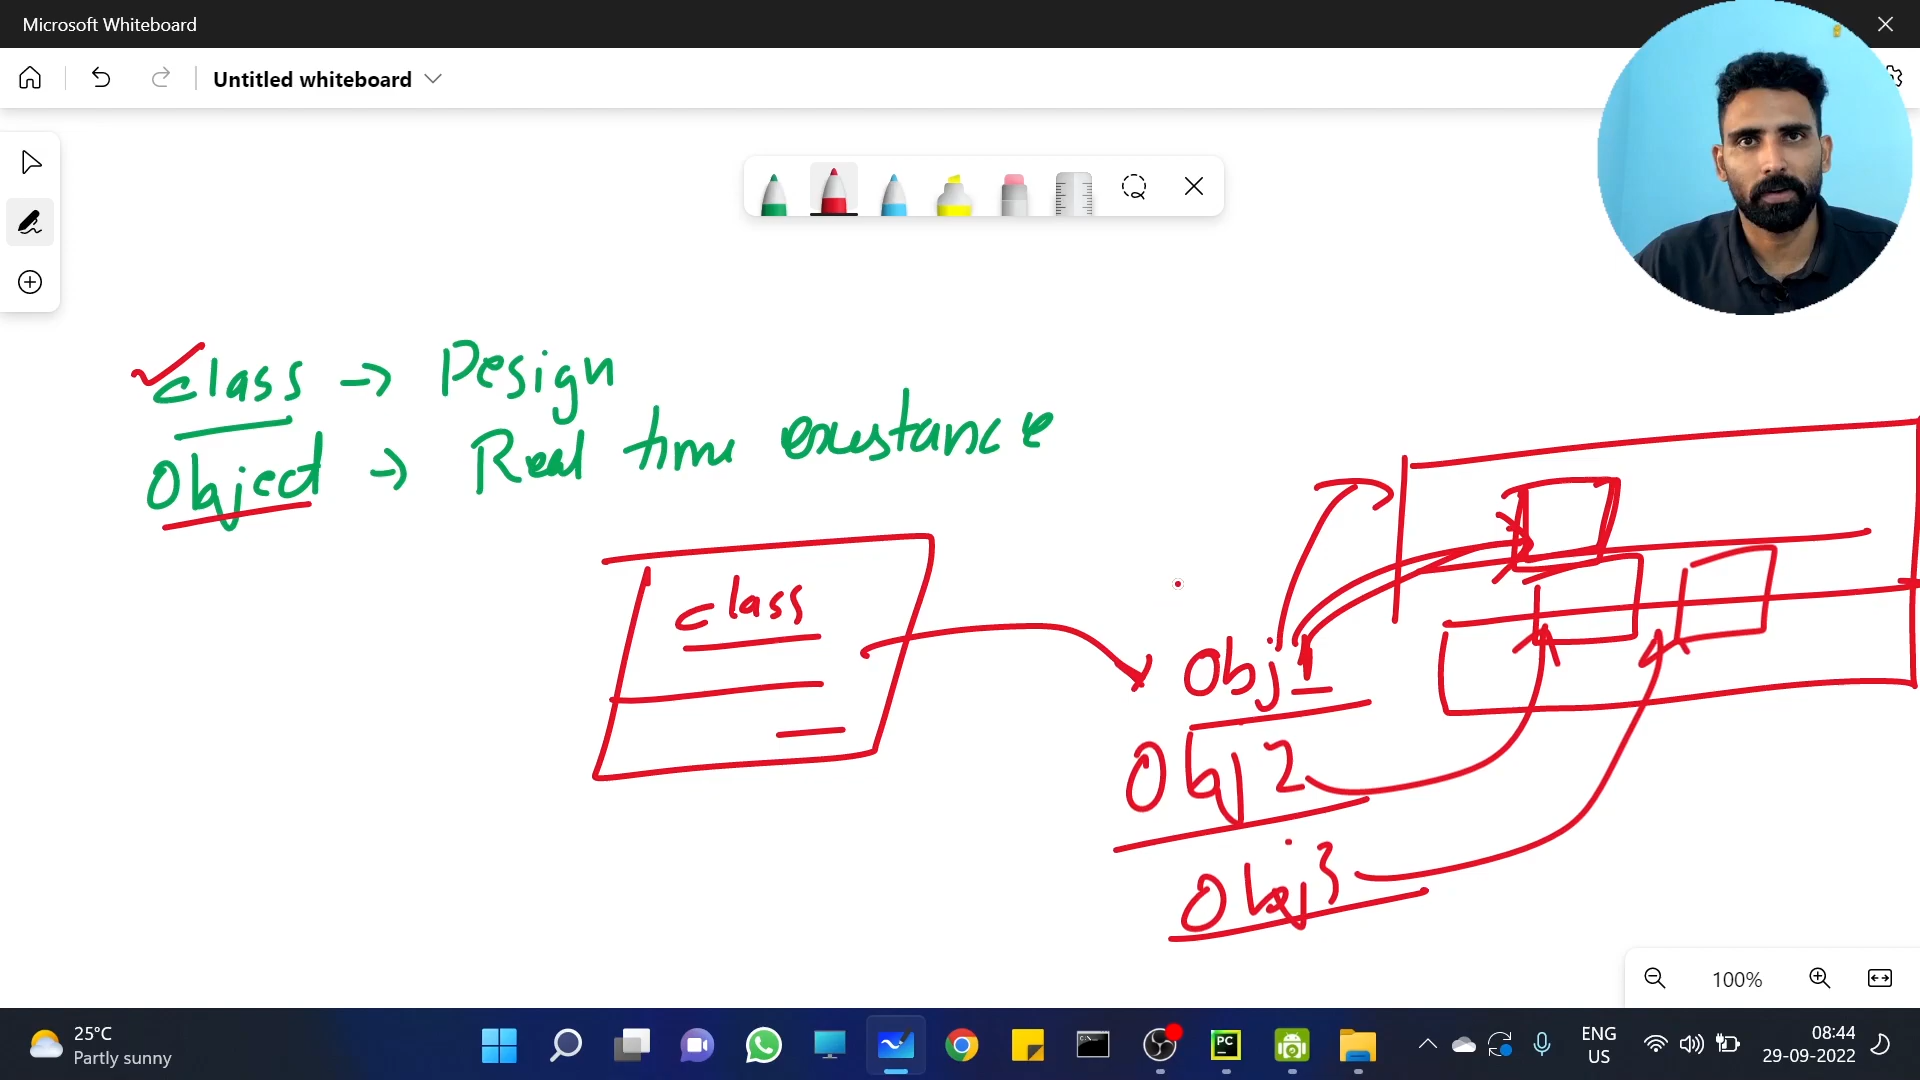 Microsoft Whiteboard
Untitled whiteboard
class → Design
Object → Real time existance
class
Obj1
Obj2
Obj3
100%
25°C
Partly sunny
PC
ENG
US
08:44
29-09-2022